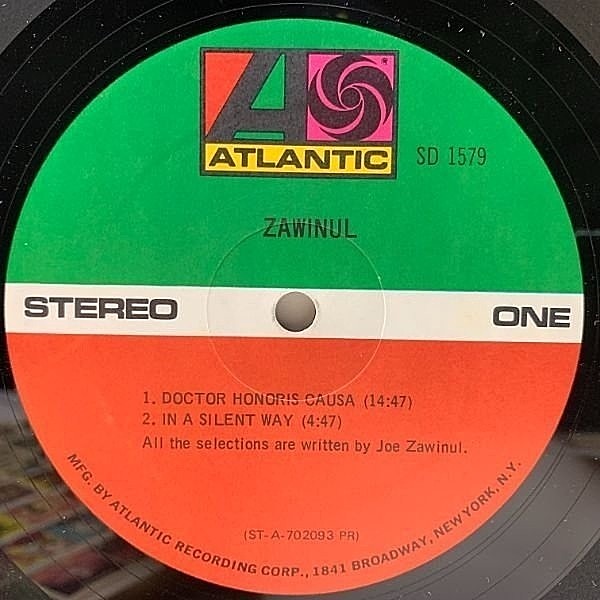 ATLANTIC
SD 1579
ZAWINUL
STEREO
ONE
1. DOCTOR HONORIS CAUSA (14:47)
2. IN A SILENT WAY (4:47)
All the selections are written by Joe Zawinul.
(ST-A-702093 PR)
MFG. BY ATLANTIC RECORDING CORP., 1841 BROADWAY, NEW YORK, N.Y.